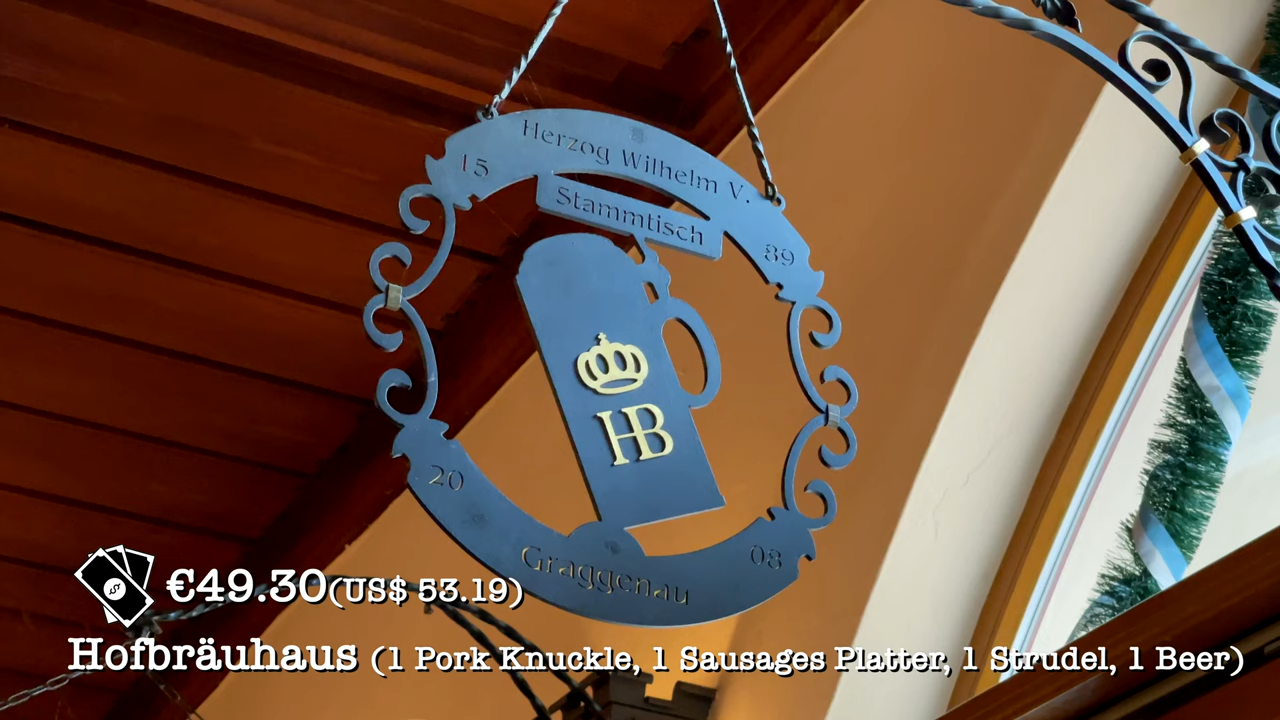 Herzog Wilhelm V.
15 89
Stammtisch
HB
20 08
Graggenau
€49.30(US$ 53.19)
Hofbräuhaus (1 Pork Knuckle, 1 Sausages Platter, 1 Strudel, 1 Beer)